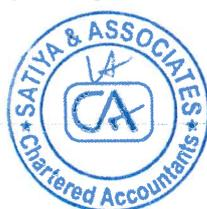 SATIYA & ASSOCIATES
CA
★ Chartered Accountants ★